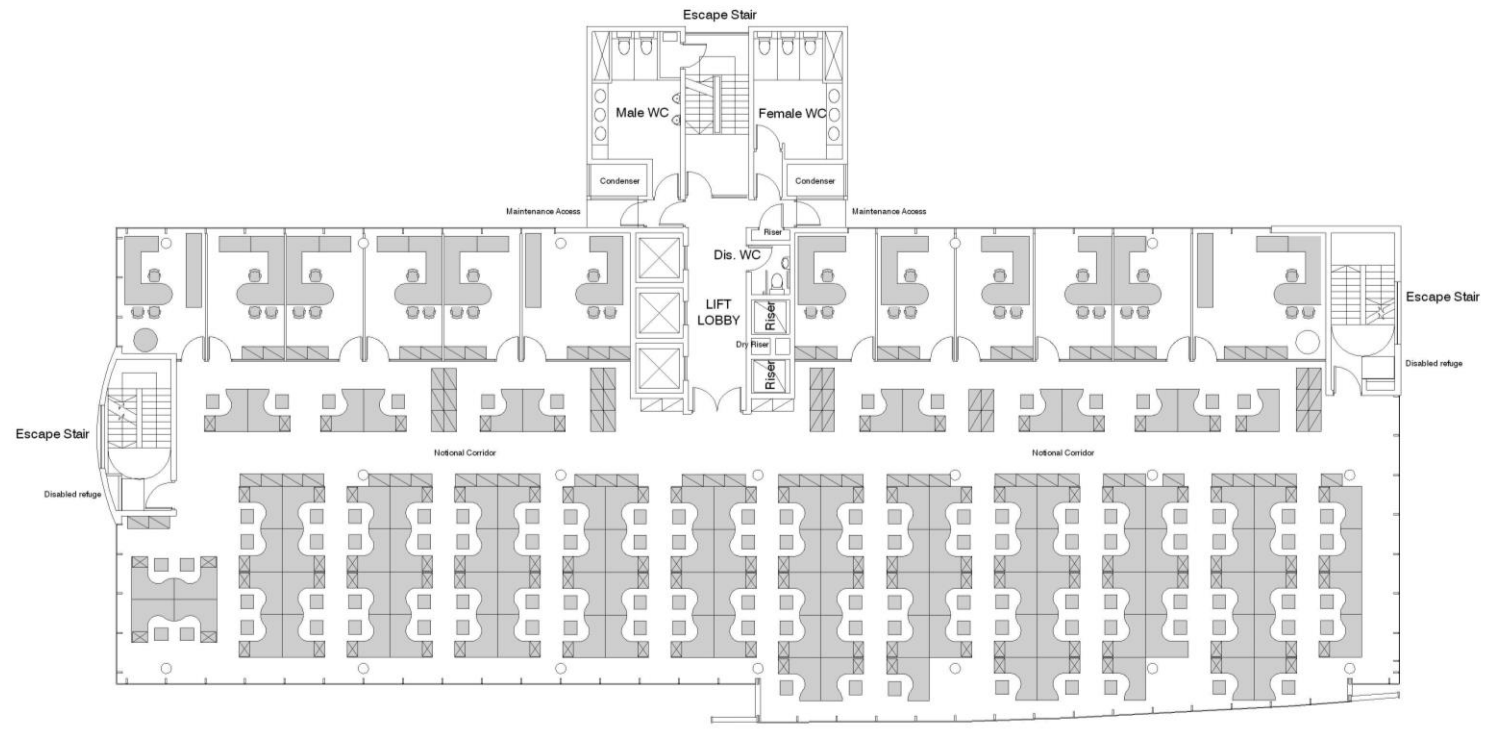 Escape Stair
Male WC
Female WC
Condenser
Condenser
Maintenance Access
Maintenance Access
Riser
Dis. WC
LIFT
LOBBY
Riser
Dry Riser
Riser
Escape Stair
Disabled refuge
Escape Stair
Notional Corridor
Notional Corridor
Disabled refuge